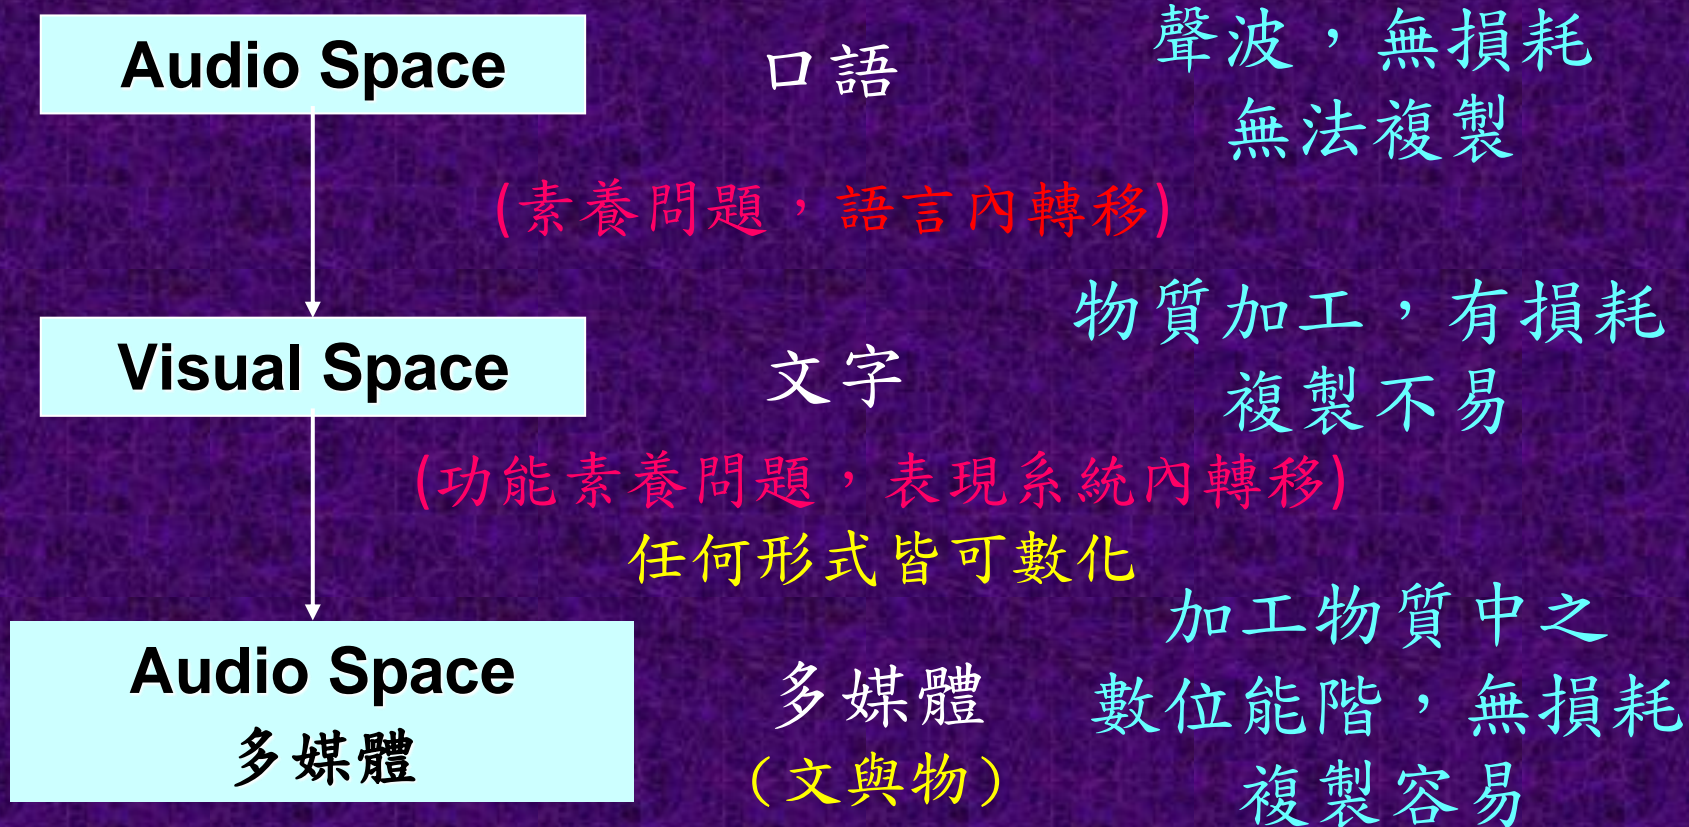 Audio Space
口語
聲波，無損耗
無法複製
(素養問題，語言內轉移)
Visual Space
文字
物質加工，有損耗
複製不易
(功能素養問題，表現系統內轉移)
任何形式皆可數化
Audio Space
多媒體
多媒體
（文與物）
加工物質中之
數位能階，無損耗
複製容易